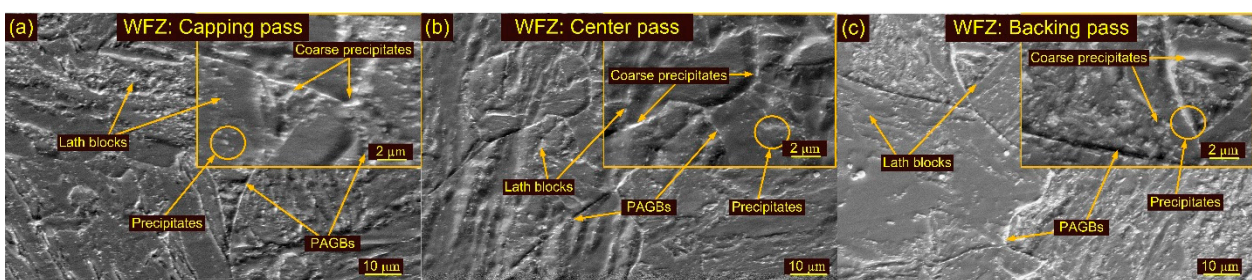 (a)
WFZ: Capping pass
Coarse precipitates
Lath blocks
2 μm
Precipitates
PAGBs
10 μm
(b)
WFZ: Center pass
Coarse precipitates
2 μm
Lath blocks
PAGBs
Precipitates
10 μm
(c)
WFZ: Backing pass
Coarse precipitates
2 μm
Lath blocks
Precipitates
PAGBs
10 μm